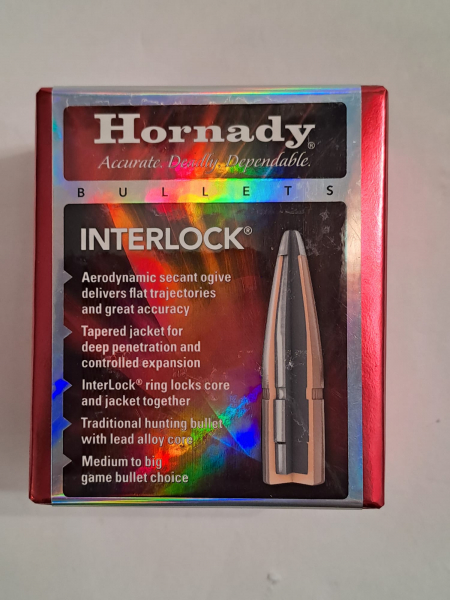 Hornady®
Accurate. Deadly. Dependable.
BULLETS
INTERLOCK®
Aerodynamic secant ogive
delivers flat trajectories
and great accuracy
Tapered jacket for
deep penetration and
controlled expansion
InterLock® ring locks core
and jacket together
Traditional hunting bullet
with lead alloy core
Medium to big
game bullet choice